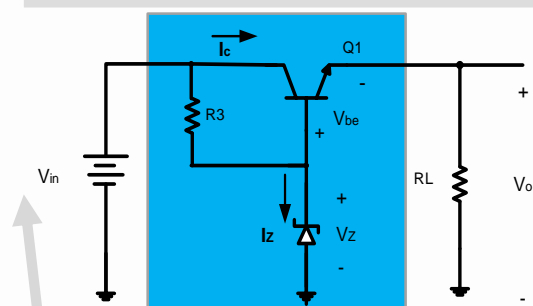 Ic
Q1
R3
-
Vbe
+
+
Vin
RL
Vo
+
Iz
Vz
-
-